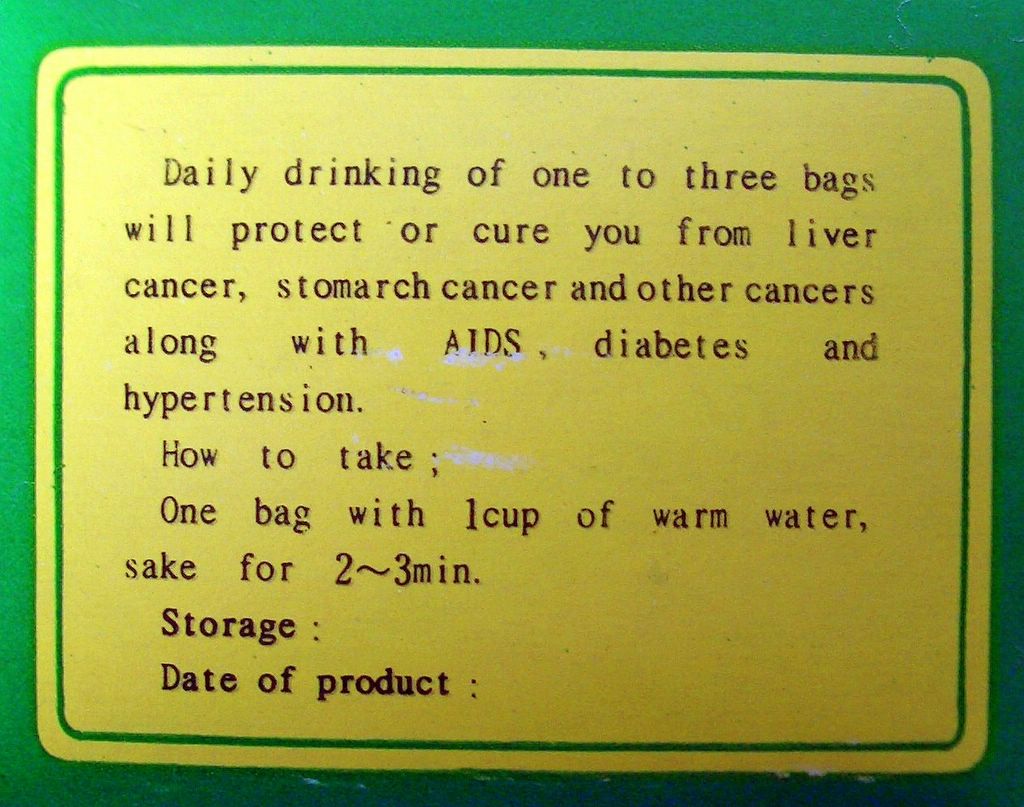 Daily drinking of one to three bags
will protect or cure you from liver
cancer, stomarch cancer and other cancers
along with AIDS, diabetes and
hypertension.
How to take ;
One bag with 1cup of warm water,
sake for 2～3min.
Storage :
Date of product :